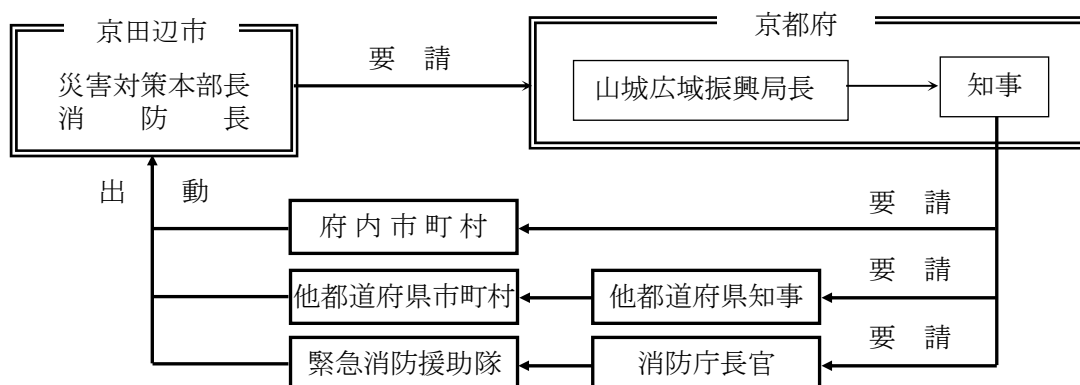 京田辺市
災害対策本部長
消防長
要請
京都府
山城広域振興局長
知事
出動
要請
府内市町村
要請
他都道府県市町村
他都道府県知事
要請
緊急消防援助隊
消防庁長官